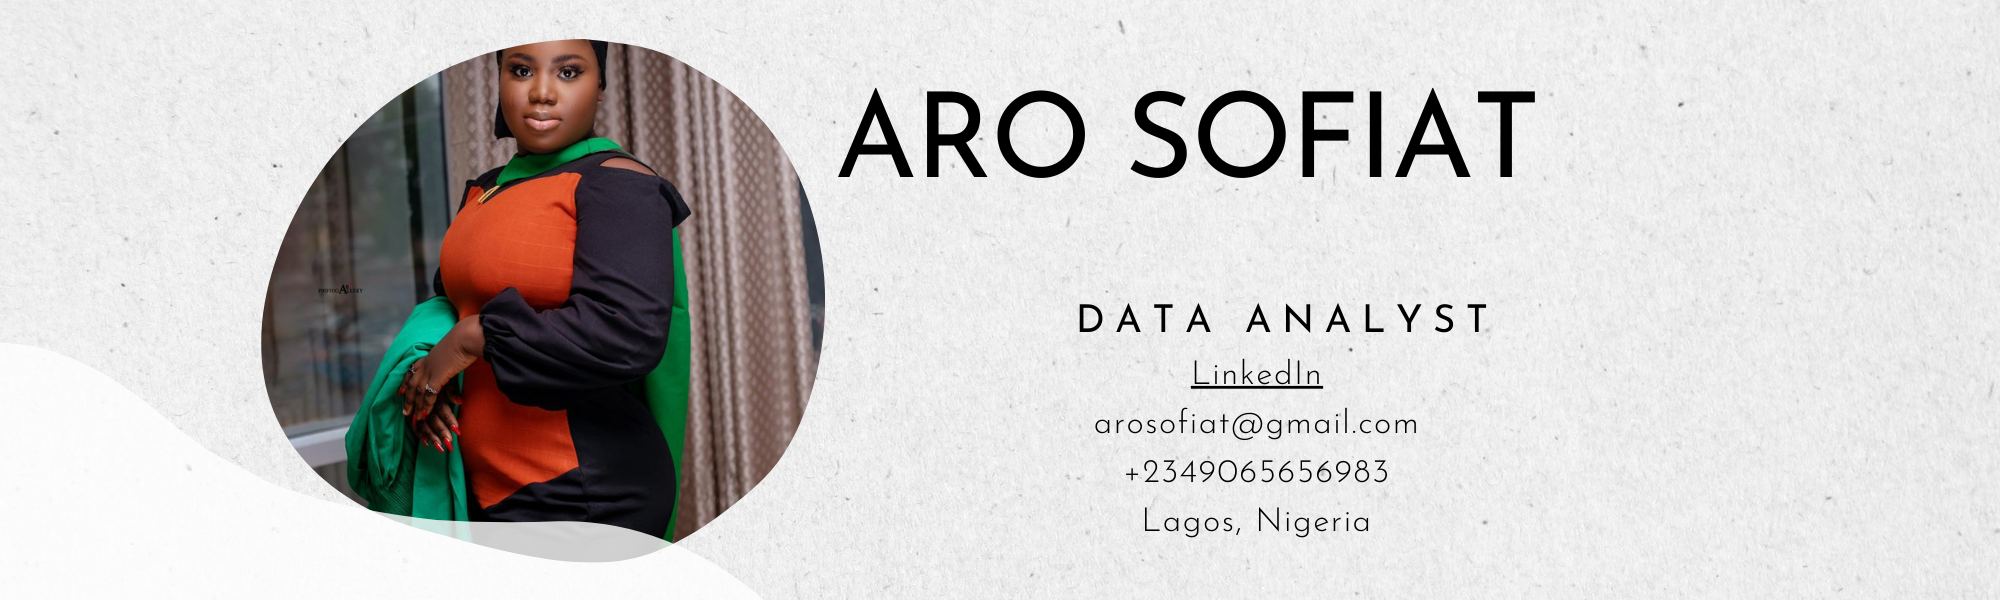 ARO SOFIAT
DATA ANALYST
LinkedIn
arosofiat@gmail.com
+2349065656983
Lagos, Nigeria